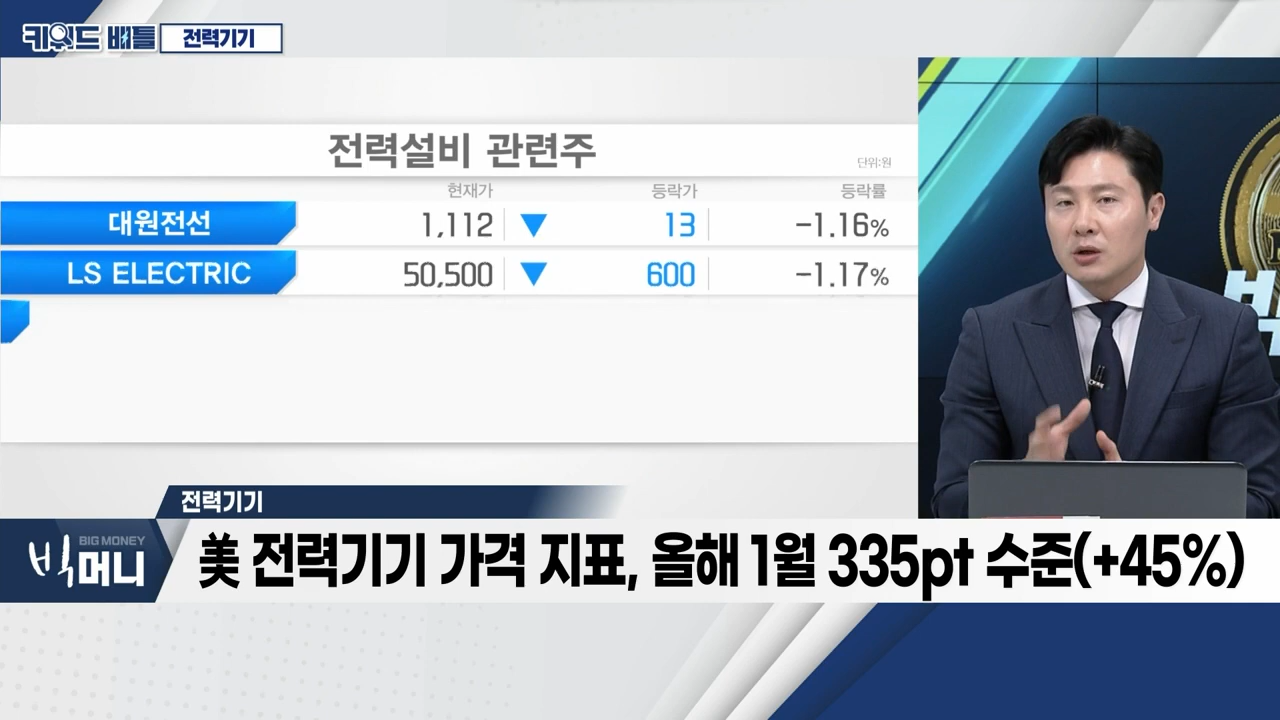 키워드 배틀 전력기기
전력설비 관련주
단위:원
현재가 등락가 등락률
대원전선 1,112 ▼ 13 -1.16%
LS ELECTRIC 50,500 ▼ 600 -1.17%
전력기기
BIG MONEY
빅머니
美 전력기기 가격 지표, 올해 1월 335pt 수준(+45%)